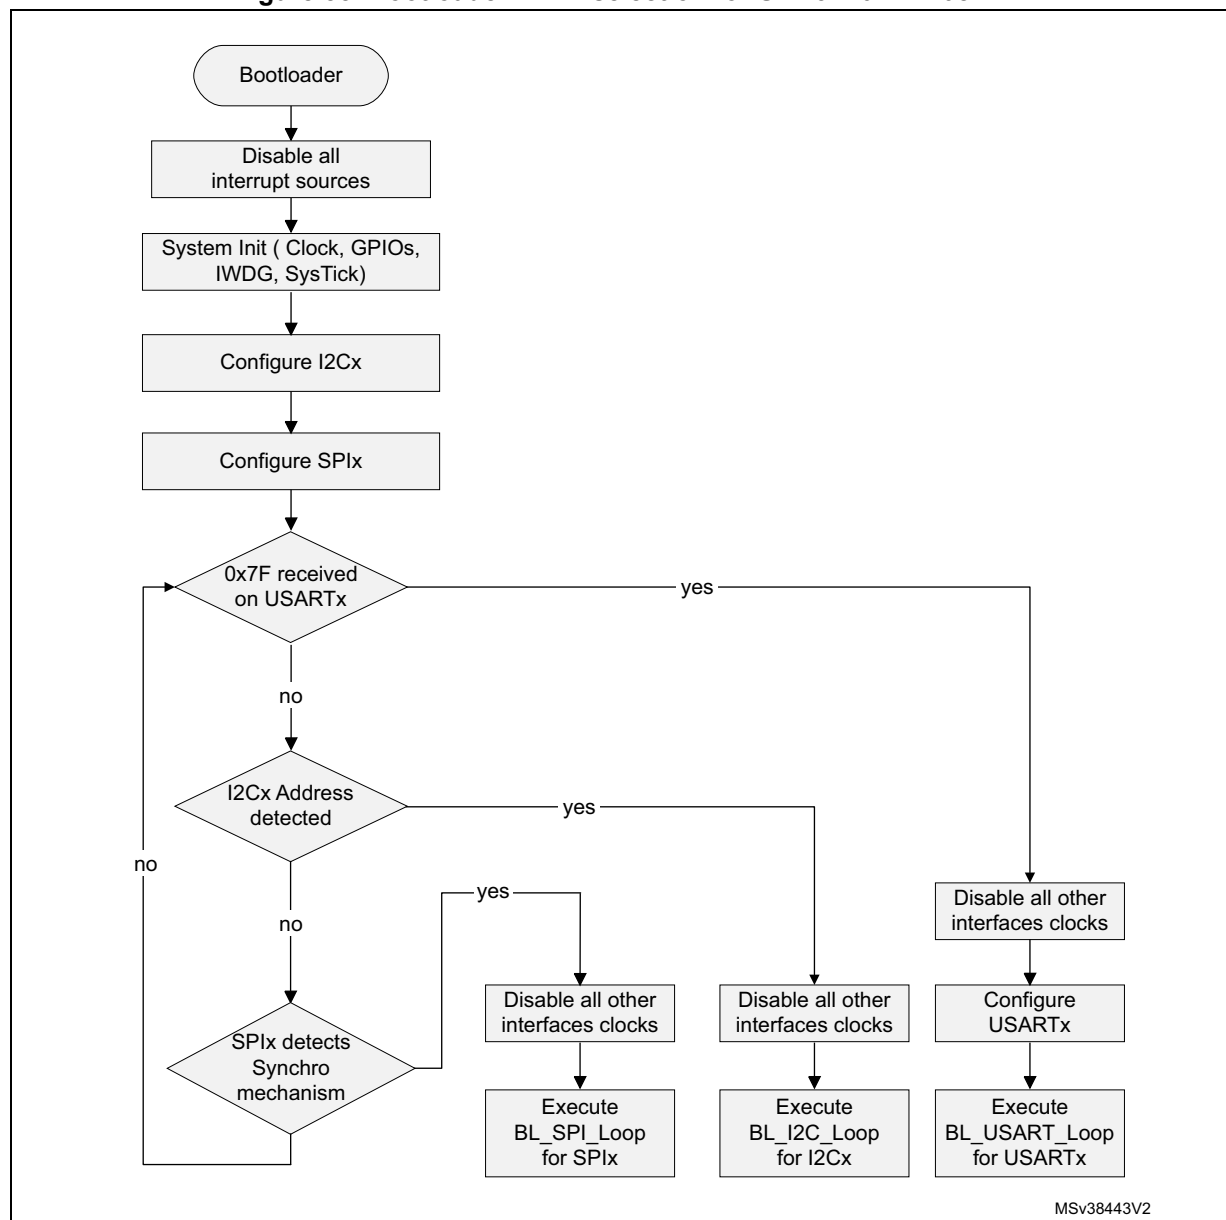 Bootloader
Disable all
interrupt sources
System Init ( Clock, GPIOs,
IWDG, SysTick)
Configure I2Cx
Configure SPIx
0x7F received
on USARTx
yes
no
I2Cx Address
detected
yes
no
no
yes
Disable all other
interfaces clocks
SPIx detects
Synchro
mechanism
Disable all other
interfaces clocks
Disable all other
interfaces clocks
Configure
USARTx
Execute
BL_SPI_Loop
for SPIx
Execute
BL_I2C_Loop
for I2Cx
Execute
BL_USART_Loop
for USARTx
MSv38443V2